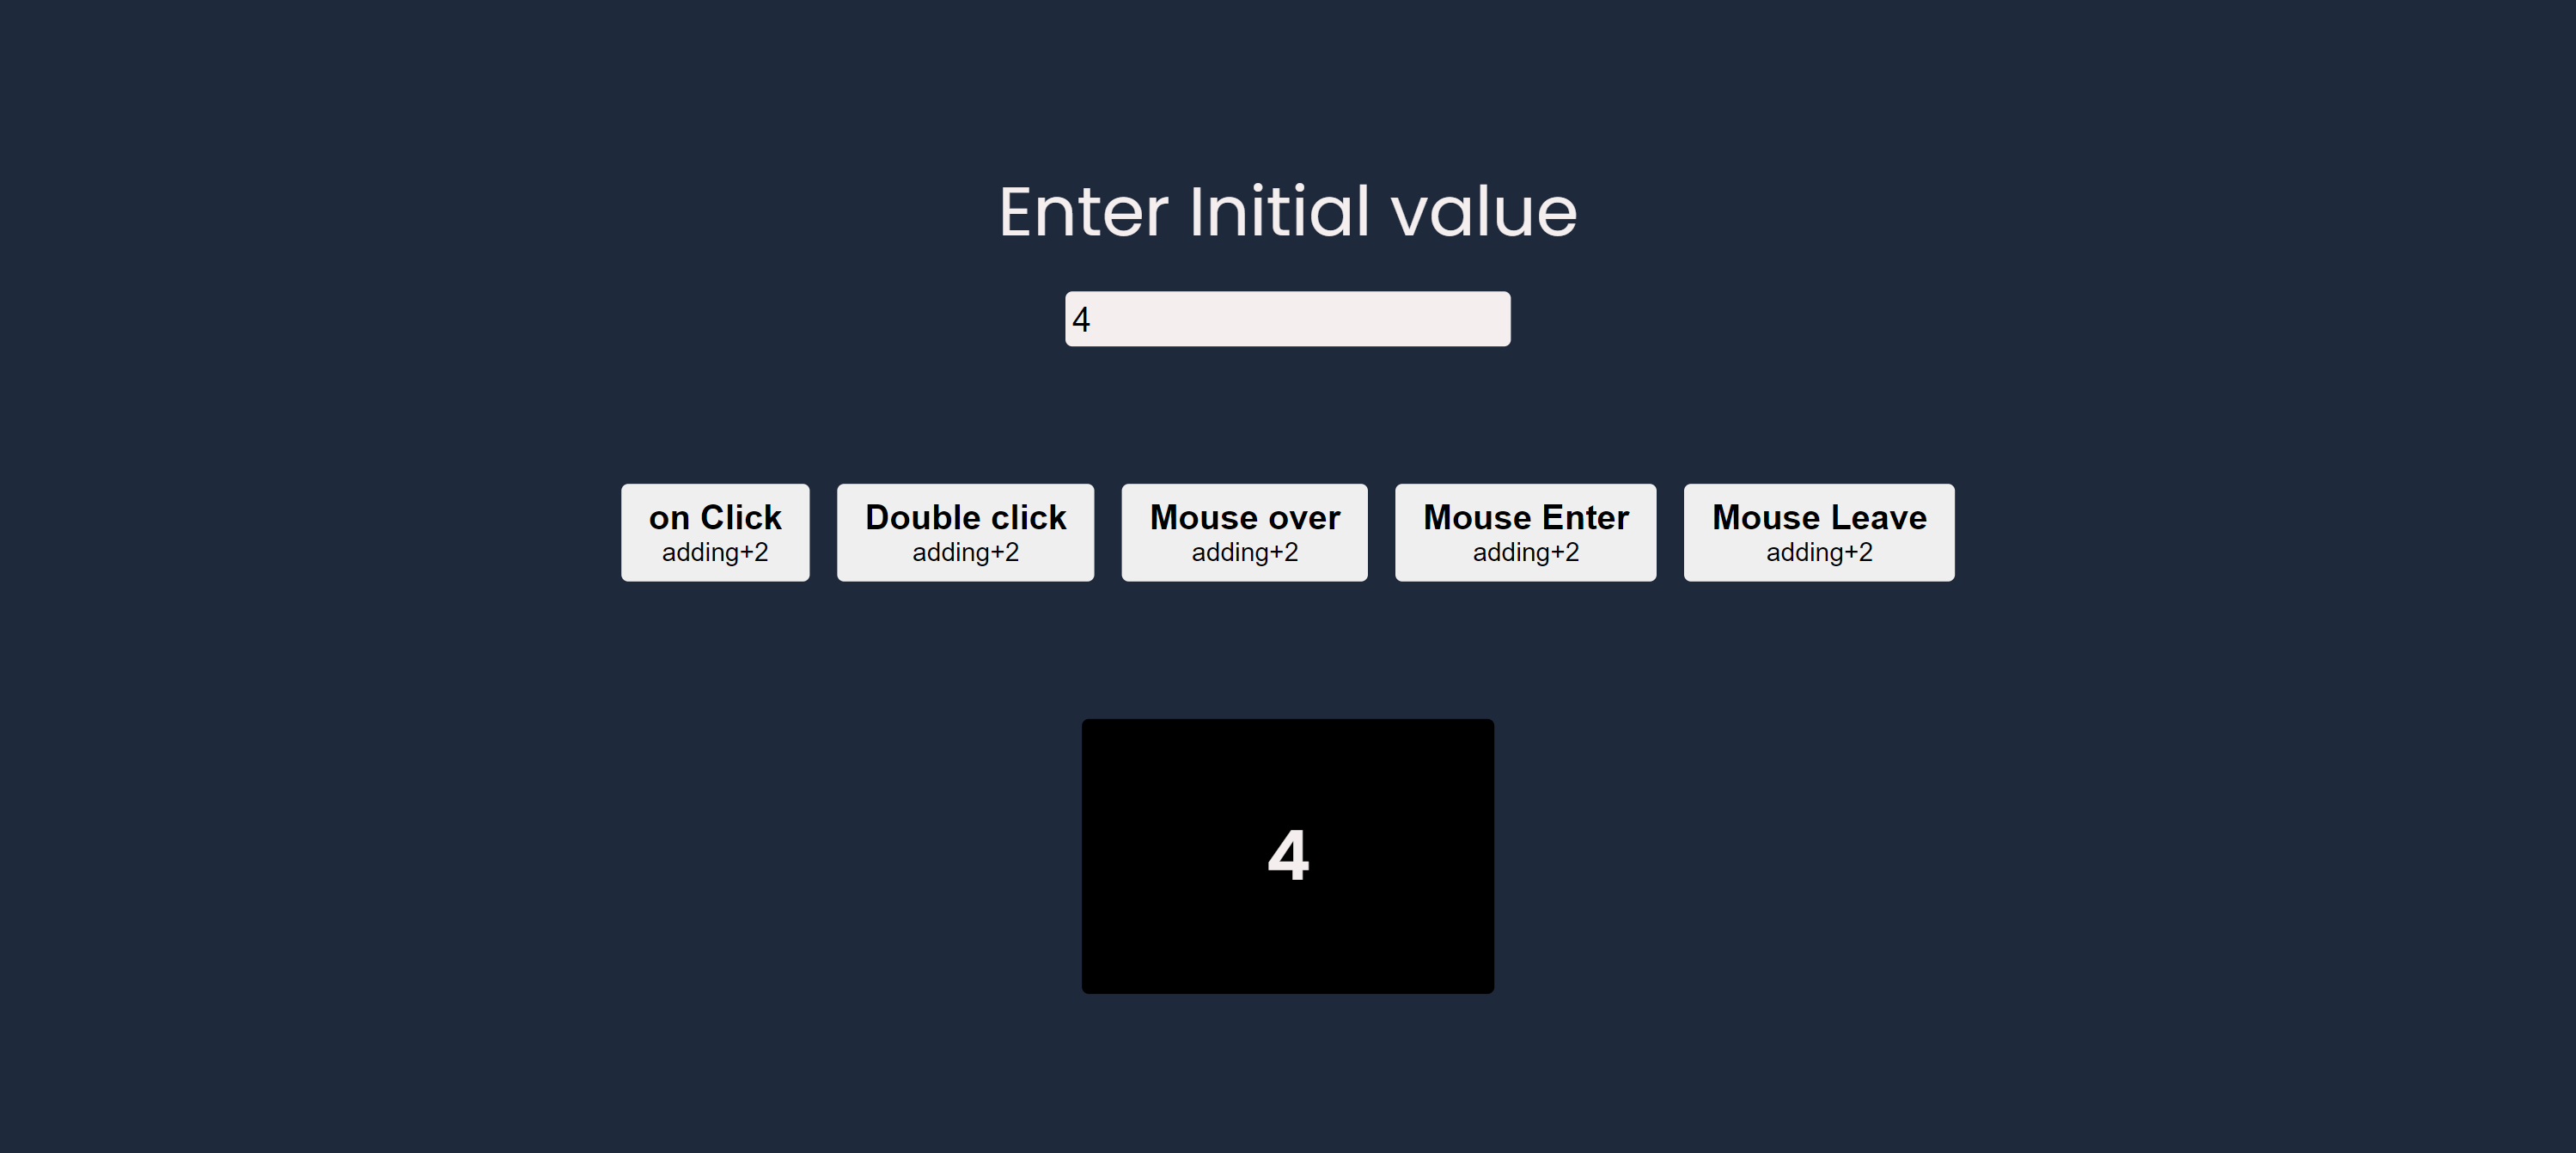 Enter Initial value
4
on Click
adding+2
Double click
adding+2
Mouse over
adding+2
Mouse Enter
adding+2
Mouse Leave
adding+2
4